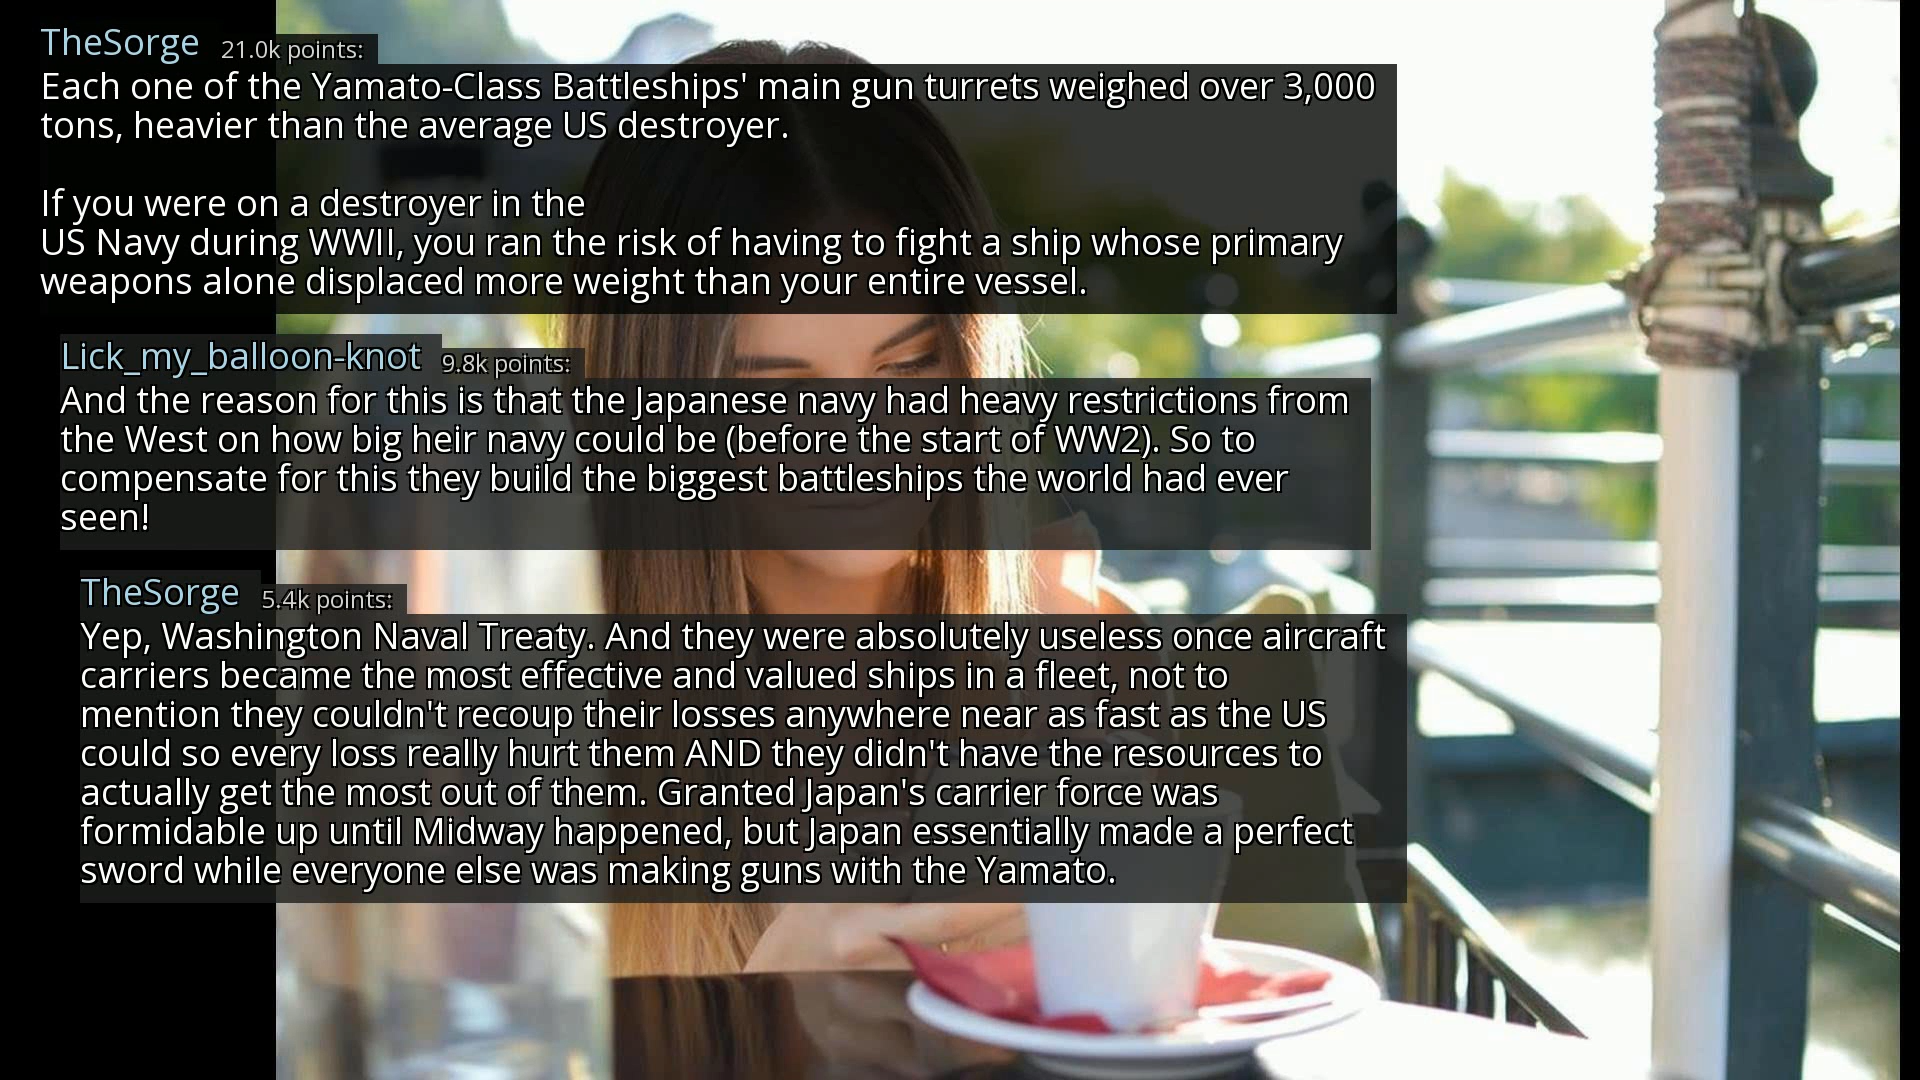 TheSorge 21.0k points:
Each one of the Yamato-Class Battleships' main gun turrets weighed over 3,000
tons, heavier than the average US destroyer.
If you were on a destroyer in the
US Navy during WWII, you ran the risk of having to fight a ship whose primary
weapons alone displaced more weight than your entire vessel.
Lick_my_balloon-knot 9.8k points:
And the reason for this is that the Japanese navy had heavy restrictions from
the West on how big heir navy could be (before the start of WW2). So to
compensate for this they build the biggest battleships the world had ever
seen!
TheSorge 5.4k points:
Yep, Washington Naval Treaty. And they were absolutely useless once aircraft
carriers became the most effective and valued ships in a fleet, not to
mention they couldn't recoup their losses anywhere near as fast as the US
could so every loss really hurt them AND they didn't have the resources to
actually get the most out of them. Granted Japan's carrier force was
formidable up until Midway happened, but Japan essentially made a perfect
sword while everyone else was making guns with the Yamato.